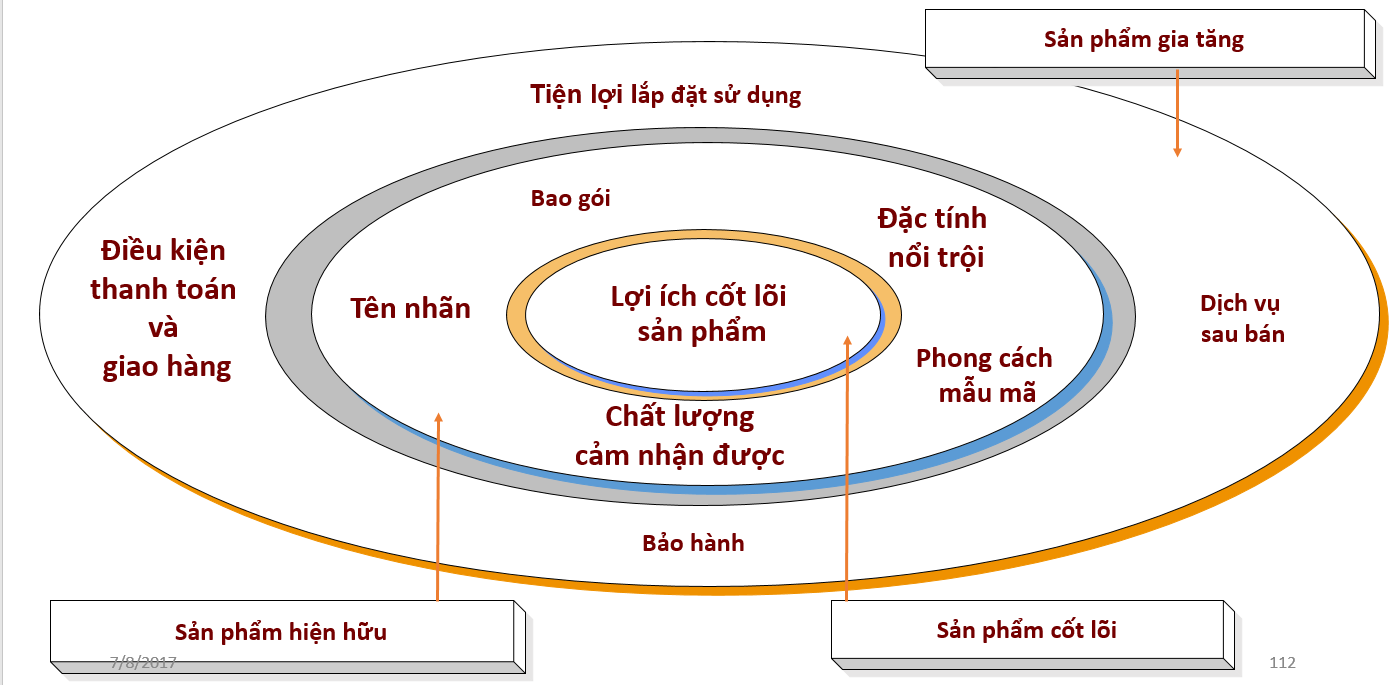 Sản phẩm gia tăng
Tiện lợi lắp đặt sử dụng
Bao gói
Đặc tính
nổi trội
Điều kiện
thanh toán
và
giao hàng
Tên nhãn
Lợi ích cốt lõi
sản phẩm
Dịch vụ
sau bán
Phong cách
mẫu mã
Chất lượng
cảm nhận được
Bảo hành
Sản phẩm hiện hữu
Sản phẩm cốt lõi
7/8/2017
112